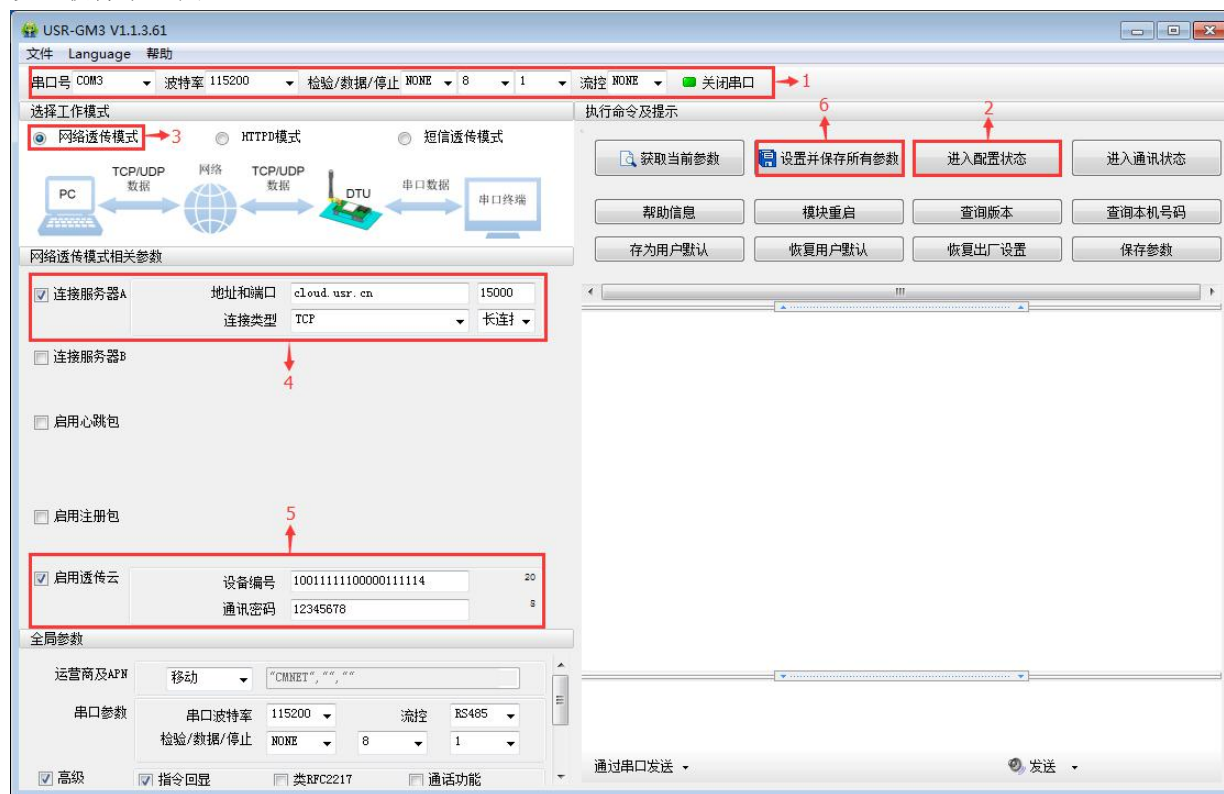 USR-GM3 V1.1.3.61
文件 Language 帮助
串口号 COM3 波特率 115200 检验/数据/停止 NONE 8 1 流控 NONE 关闭串口 1
选择工作模式
网络透传模式 3 HTTPD模式 短信透传模式
PC TCP/UDP 数据 网络 TCP/UDP 数据 DTU 串口数据 串口终端
网络透传模式相关参数
连接服务器A 地址和端口 cloud.usr.cn 15000
连接类型 TCP 长连接
4
连接服务器B
启用心跳包
启用注册包
5
启用透传云 设备编号 10011111100000111114 20
通讯密码 12345678 8
全局参数
运营商及APN 移动 "CMNET","",""
串口参数 串口波特率 115200 流控 RS485
检验/数据/停止 NONE 8 1
高级 指令回显 类RFC2217 通话功能
执行命令及提示
6 2
获取当前参数 设置并保存所有参数 进入配置状态 进入通讯状态
帮助信息 模块重启 查询版本 查询本机号码
存为用户默认 恢复用户默认 恢复出厂设置 保存参数
通过串口发送 发送